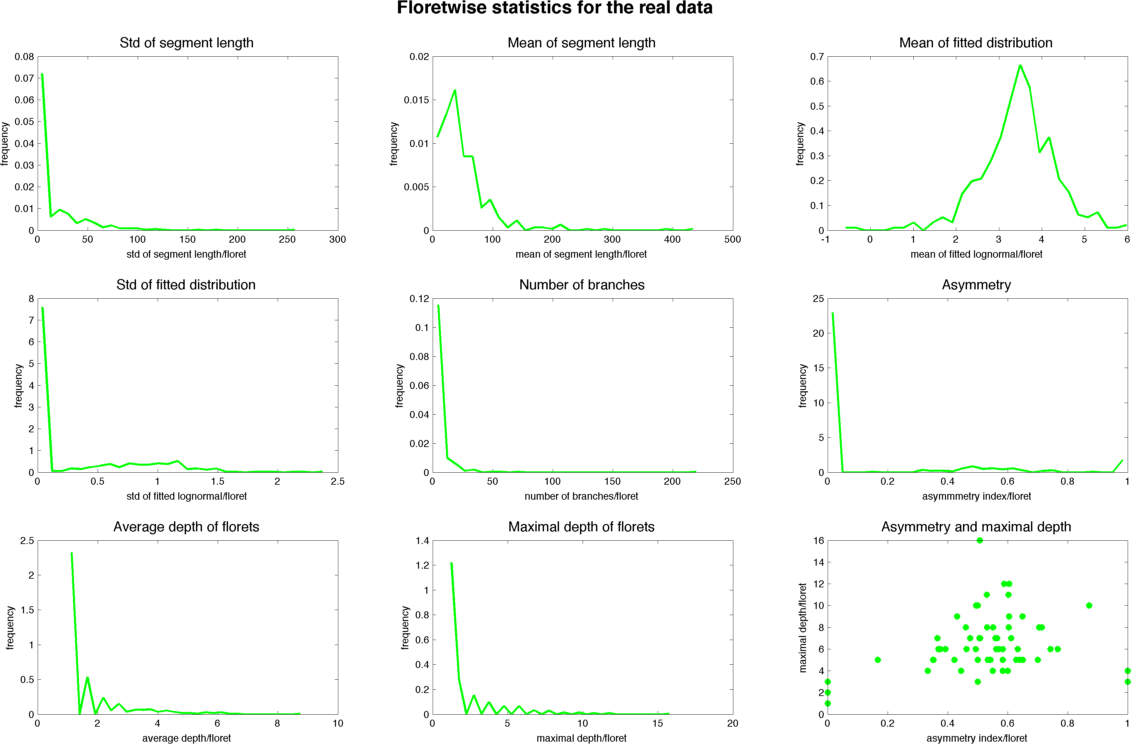 Floretwise statistics for the real data
Std of segment length
0.08
0.07
0.06
0.05
0.04
0.03
0.02
0.01
0
frequency
0 50 100 150 200 250 300
std of segment length/floret
Mean of segment length
0.02
0.015
0.01
0.005
0
frequency
0 100 200 300 400 500
mean of segment length/floret
Mean of fitted distribution
0.7
0.6
0.5
0.4
0.3
0.2
0.1
0
frequency
-1 0 1 2 3 4 5 6
mean of fitted lognormal/floret
Std of fitted distribution
8
7
6
5
4
3
2
1
0
frequency
0 0.5 1 1.5 2 2.5
std of fitted lognormal/floret
Number of branches
0.12
0.1
0.08
0.06
0.04
0.02
0
frequency
0 50 100 150 200 250
number of branches/floret
Asymmetry
25
20
15
10
5
0
frequency
0 0.2 0.4 0.6 0.8 1
asymmmetry index/floret
Average depth of florets
2.5
2
1.5
1
0.5
0
frequency
0 2 4 6 8 10
average depth/floret
Maximal depth of florets
1.4
1.2
1
0.8
0.6
0.4
0.2
0
frequency
0 5 10 15 20
maximal depth/floret
Asymmetry and maximal depth
16
14
12
10
8
6
4
2
0
maximal depth/floret
0 0.2 0.4 0.6 0.8 1
asymmetry index/floret